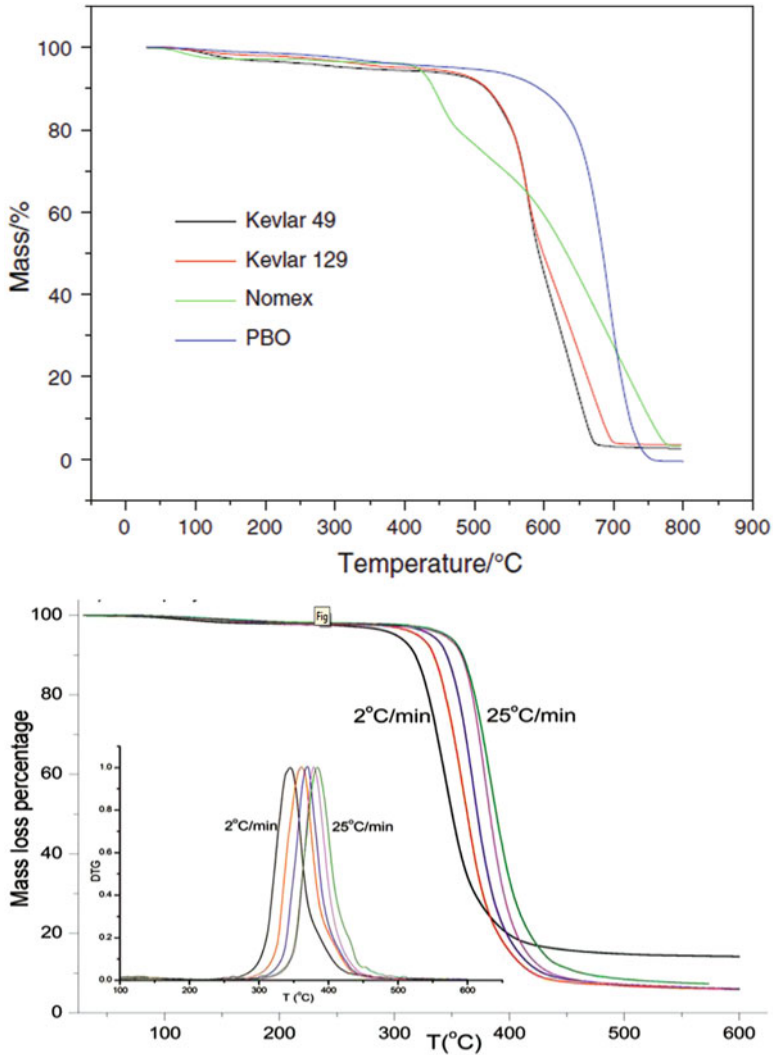 100
80
60
40
20
0
Mass/%
Kevlar 49
Kevlar 129
Nomex
PBO
0 100 200 300 400 500 600 700 800 900
Temperature/°C
Fig
100
80
60
40
20
0
Mass loss percentage
2°C/min
25°C/min
1.0
0.8
0.6
0.4
0.2
0.0
DTG
2°C/min
25°C/min
100 200 300 400 500 600
T (°C)
100 200 300 400 500 600
T(°C)